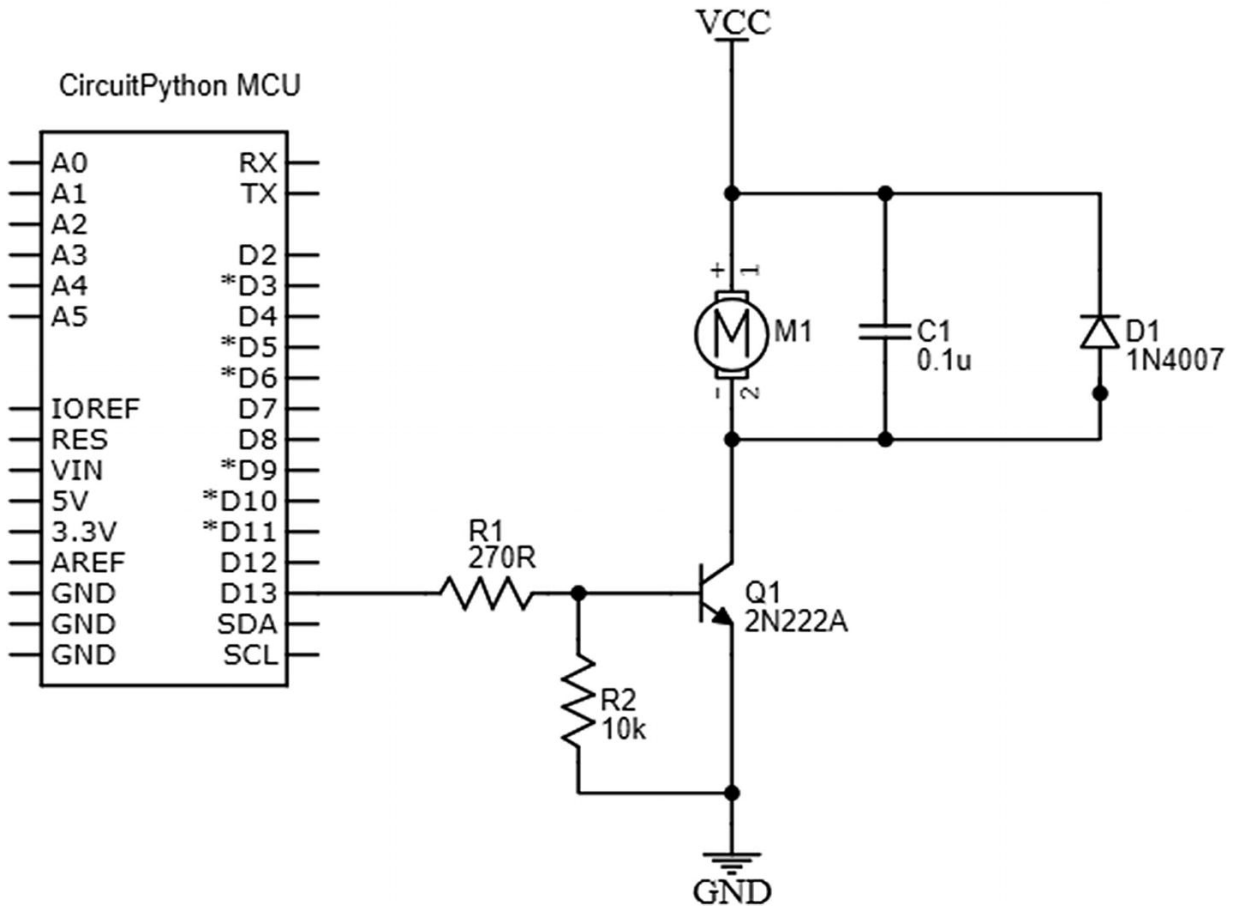 VCC
CircuitPython MCU
A0 RX
A1 TX
A2
A3 D2
A4 *D3
A5 D4
*D5
*D6
IOREF D7
RES D8
VIN *D9
5V *D10
3.3V *D11
AREF D12
GND D13
GND SDA
GND SCL
R1
270R
R2
10k
+ 1
M M1
- 2
C1
0.1u
D1
1N4007
Q1
2N222A
GND